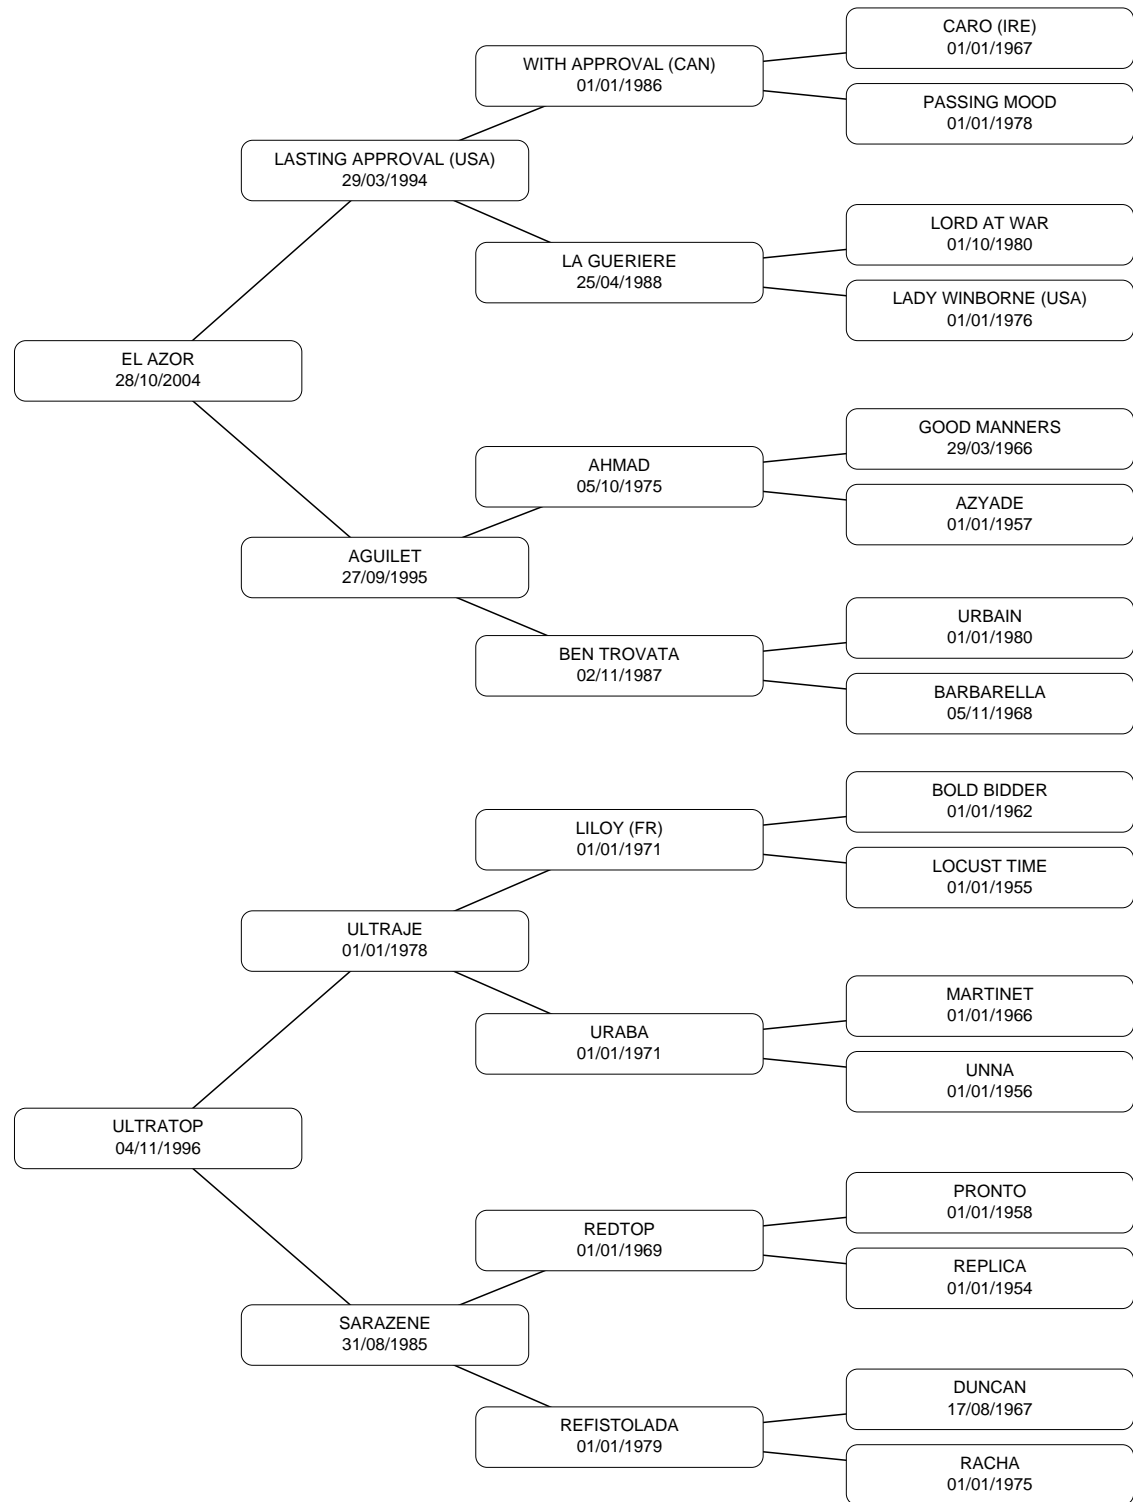 CARO (IRE)
01/01/1967
WITH APPROVAL (CAN)
01/01/1986
PASSING MOOD
01/01/1978
LASTING APPROVAL (USA)
29/03/1994
LORD AT WAR
01/10/1980
LA GUERIERE
25/04/1988
LADY WINBORNE (USA)
01/01/1976
EL AZOR
28/10/2004
GOOD MANNERS
29/03/1966
AHMAD
05/10/1975
AZYADE
01/01/1957
AGUILET
27/09/1995
URBAIN
01/01/1980
BEN TROVATA
02/11/1987
BARBARELLA
05/11/1968
BOLD BIDDER
01/01/1962
LILOY (FR)
01/01/1971
LOCUST TIME
01/01/1955
ULTRAJE
01/01/1978
MARTINET
01/01/1966
URABA
01/01/1971
UNNA
01/01/1956
ULTRATOP
04/11/1996
PRONTO
01/01/1958
REDTOP
01/01/1969
REPLICA
01/01/1954
SARAZENE
31/08/1985
DUNCAN
17/08/1967
REFISTOLADA
01/01/1979
RACHA
01/01/1975